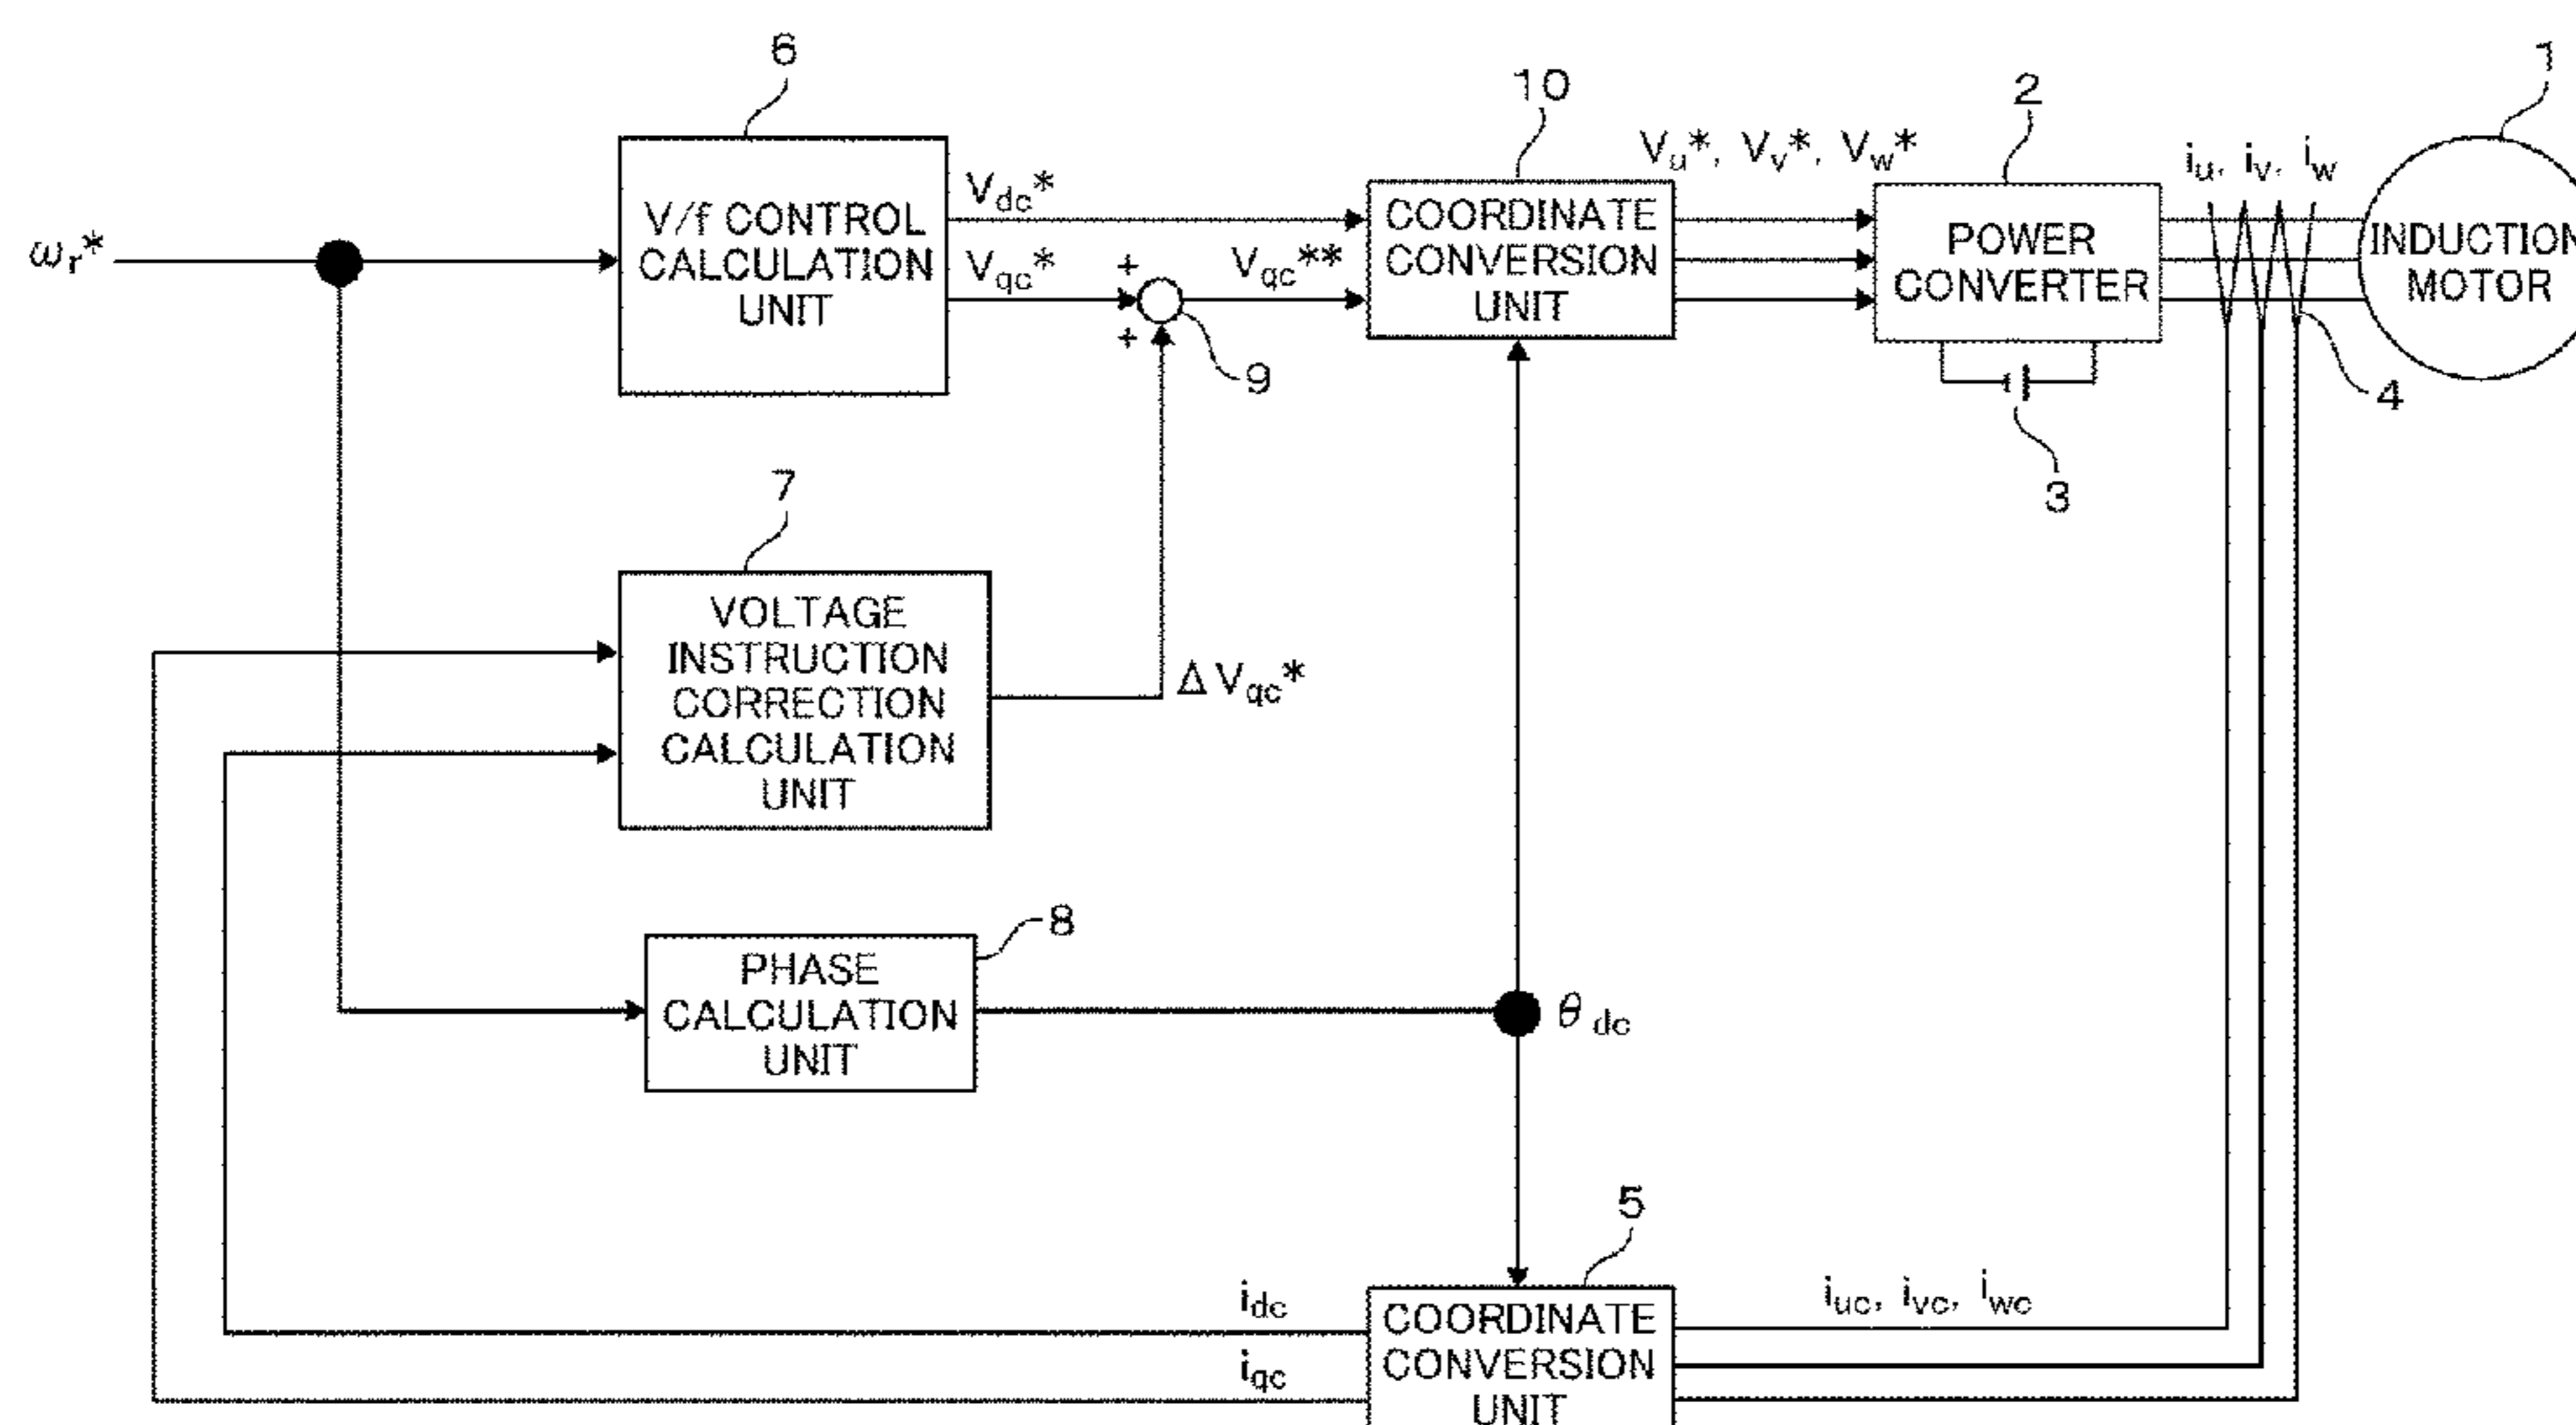 6
10
2
1
V/f CONTROL
CALCULATION
UNIT
ωr*
Vdc*
Vqc*
+
+
Vqc**
9
COORDINATE
CONVERSION
UNIT
Vu*, Vv*, Vw*
POWER
CONVERTER
3
iu, iv, iw
INDUCTION
MOTOR
4
7
VOLTAGE
INSTRUCTION
CORRECTION
CALCULATION
UNIT
ΔVqc*
8
PHASE
CALCULATION
UNIT
θdc
5
COORDINATE
CONVERSION
UNIT
idc
iqc
iuc, ivc, iwc